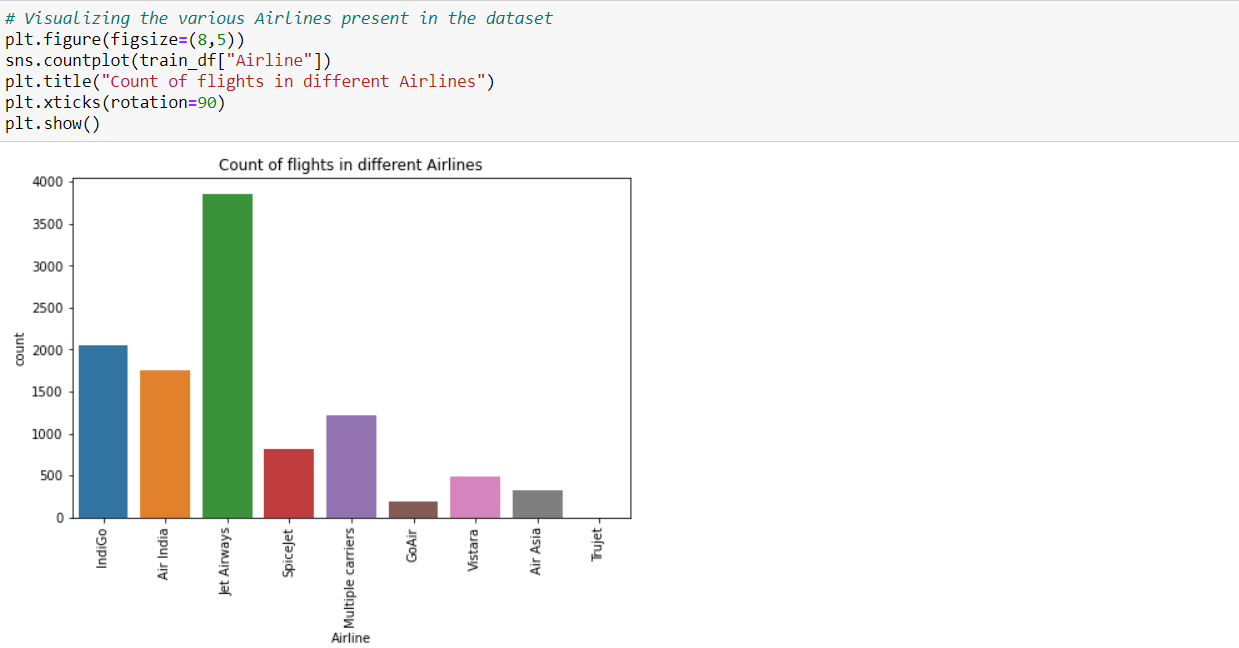 # Visualizing the various Airlines present in the dataset
plt.figure(figsize=(8,5))
sns.countplot(train_df["Airline"])
plt.title("Count of flights in different Airlines")
plt.xticks(rotation=90)
plt.show()
Count of flights in different Airlines
4000
3500
3000
2500
2000
1500
1000
500
0
count
IndiGo
Air India
Jet Airways
SpiceJet
Multiple carriers
GoAir
Vistara
Air Asia
Trujet
Airline